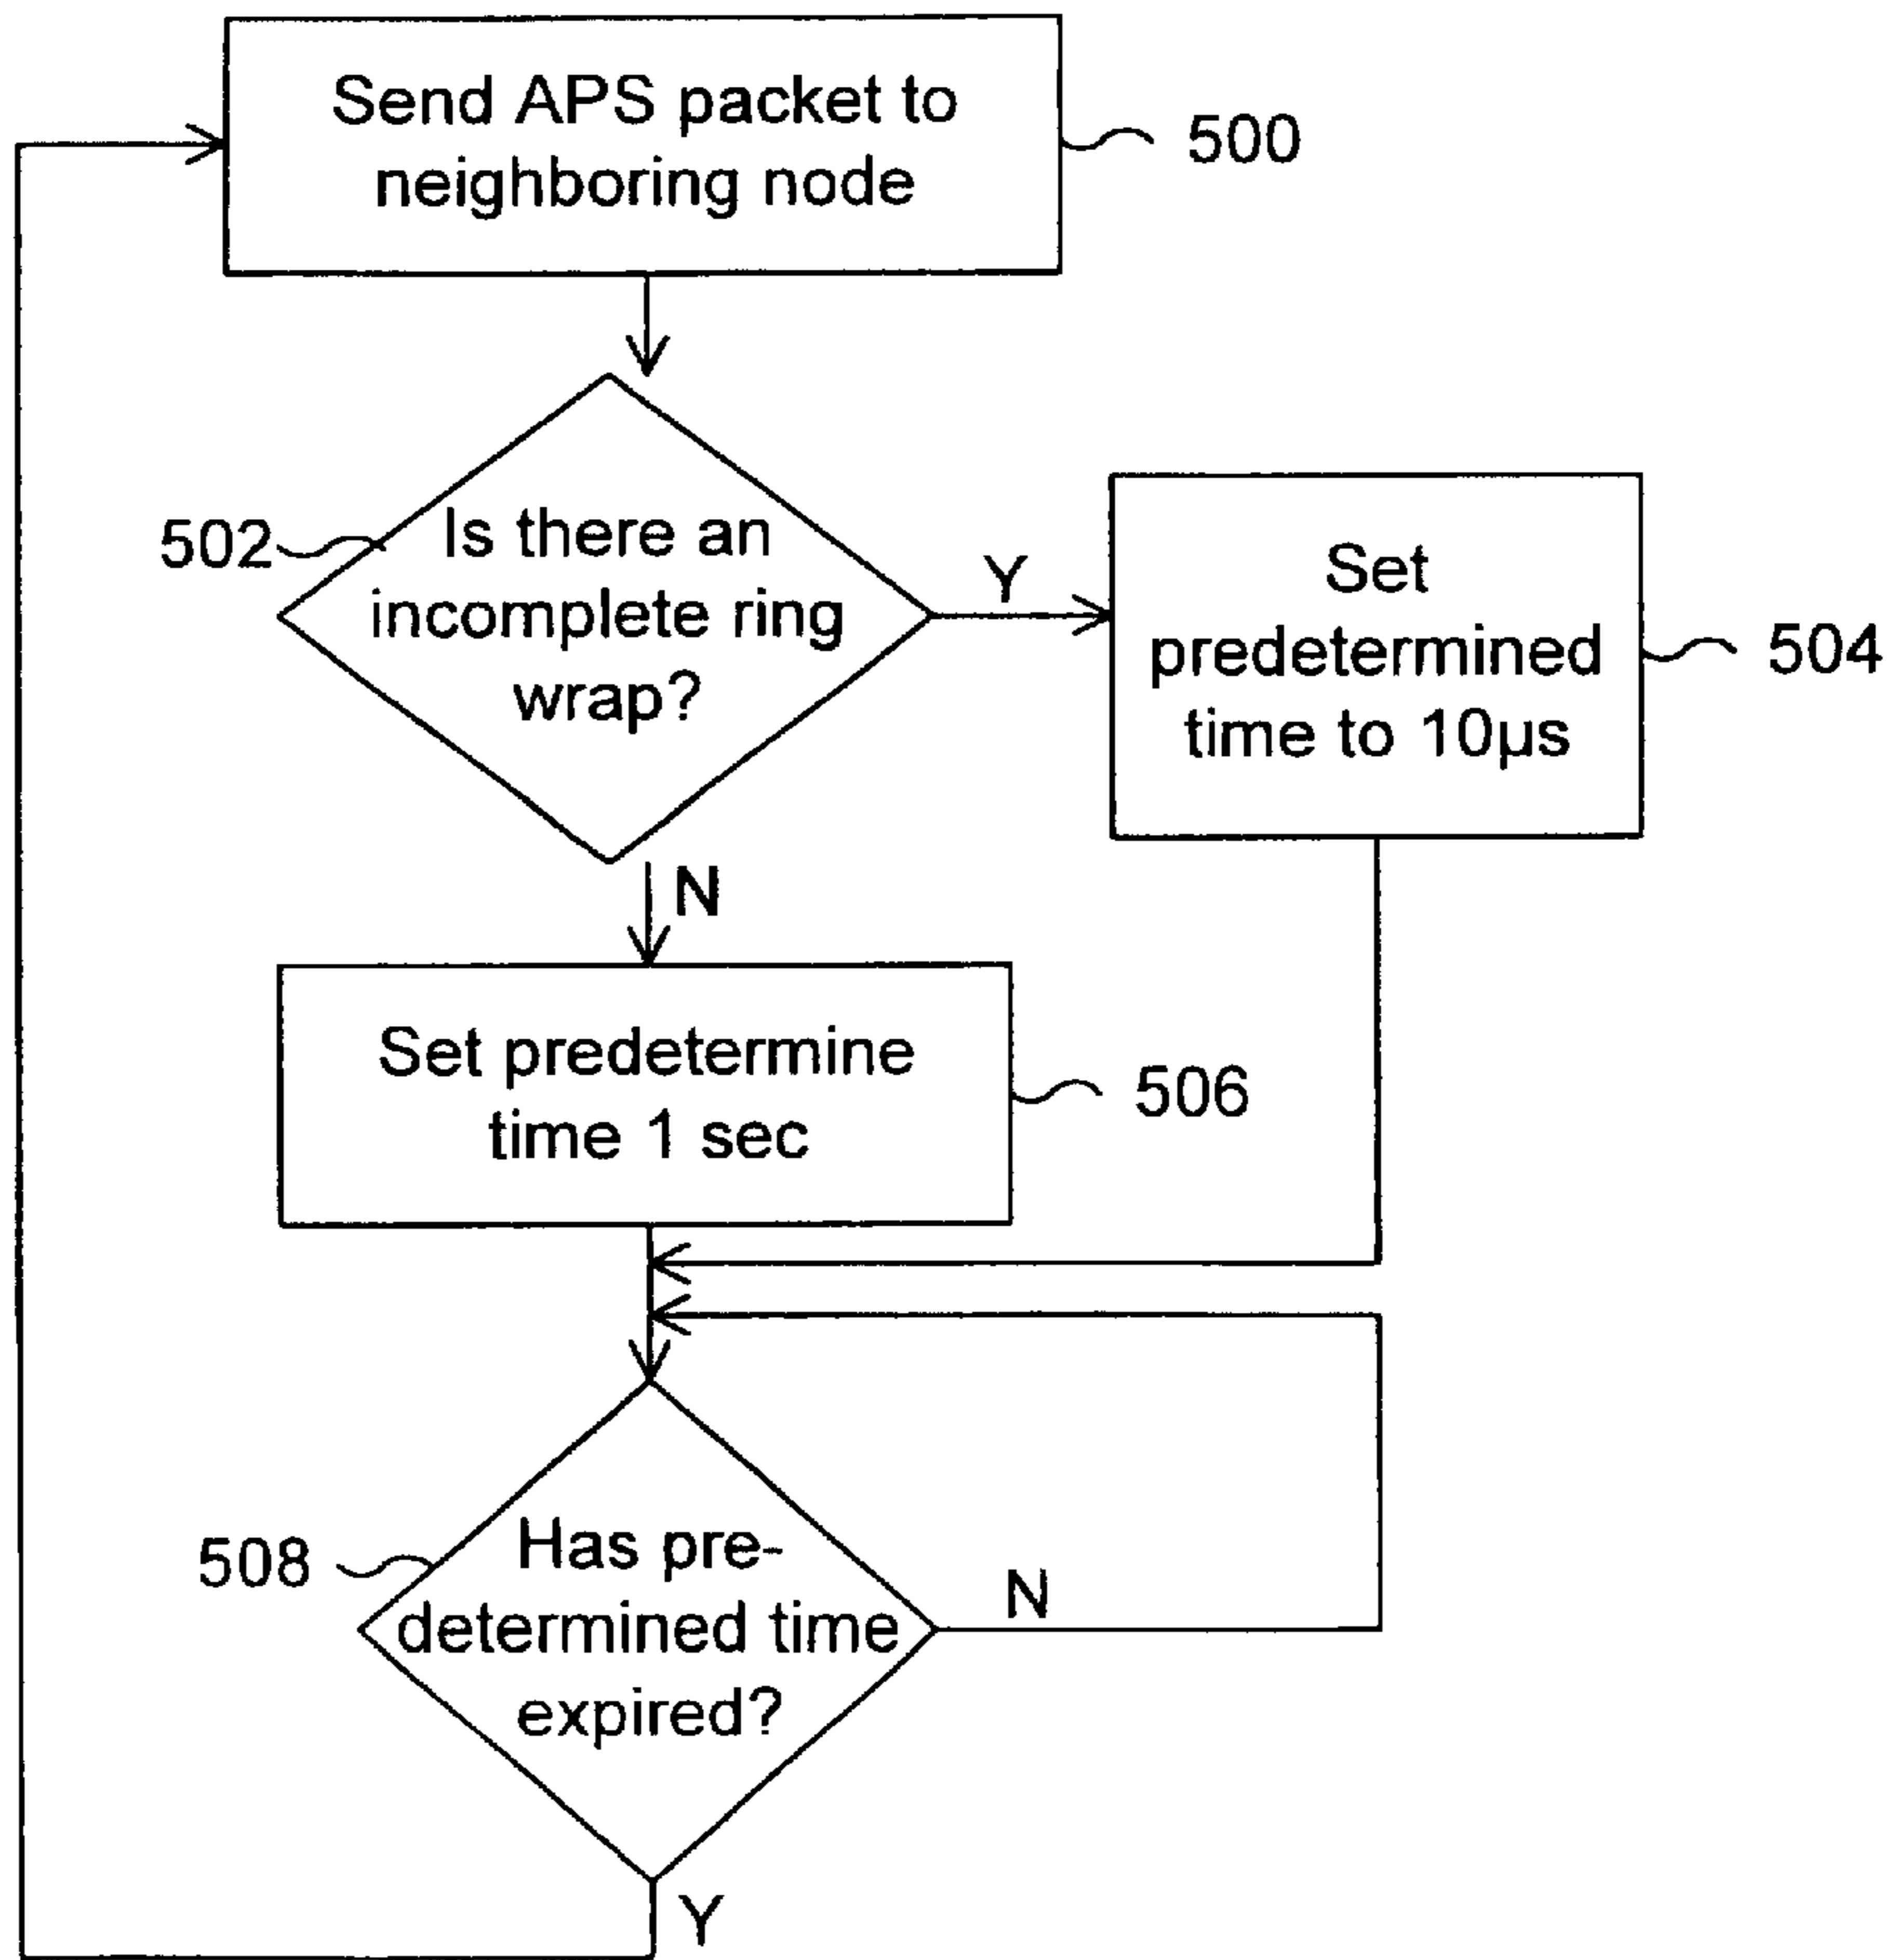 Send APS packet to
neighboring node
500
502
Is there an
incomplete ring
wrap?
Y
Set
predetermined
time to 10µs
504
N
Set predetermine
time 1 sec
506
508
Has pre-
determined time
expired?
N
Y